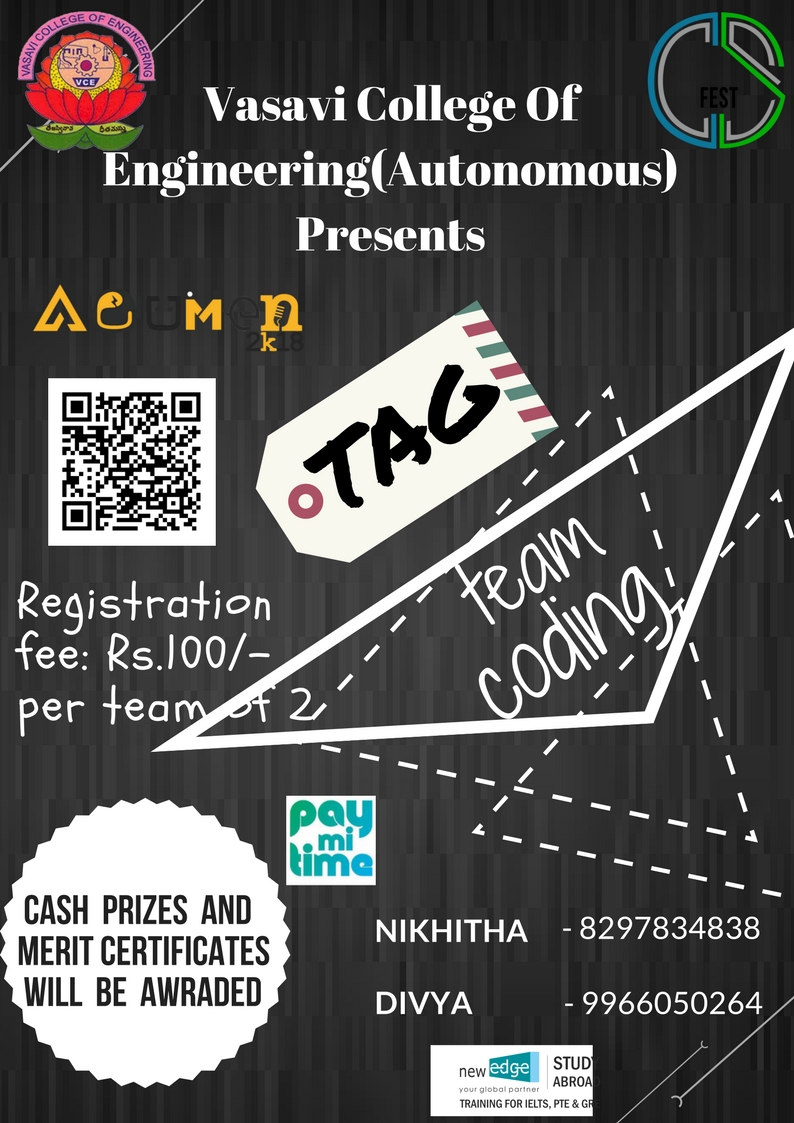 VASAVI COLLEGE OF ENGINEERING
VCE
CS
FEST
Vasavi College Of
Engineering(Autonomous)
Presents
Acumen
2k18
TAG
team
coding
Registration
fee: Rs.100/-
per team of 2
pay
mi
time
CASH PRIZES AND
MERIT CERTIFICATES
WILL BE AWRADED
NIKHITHA - 8297834838
DIVYA - 9966050264
new edge
your global partner
STUDY
ABROA
TRAINING FOR IELTS, PTE & GR